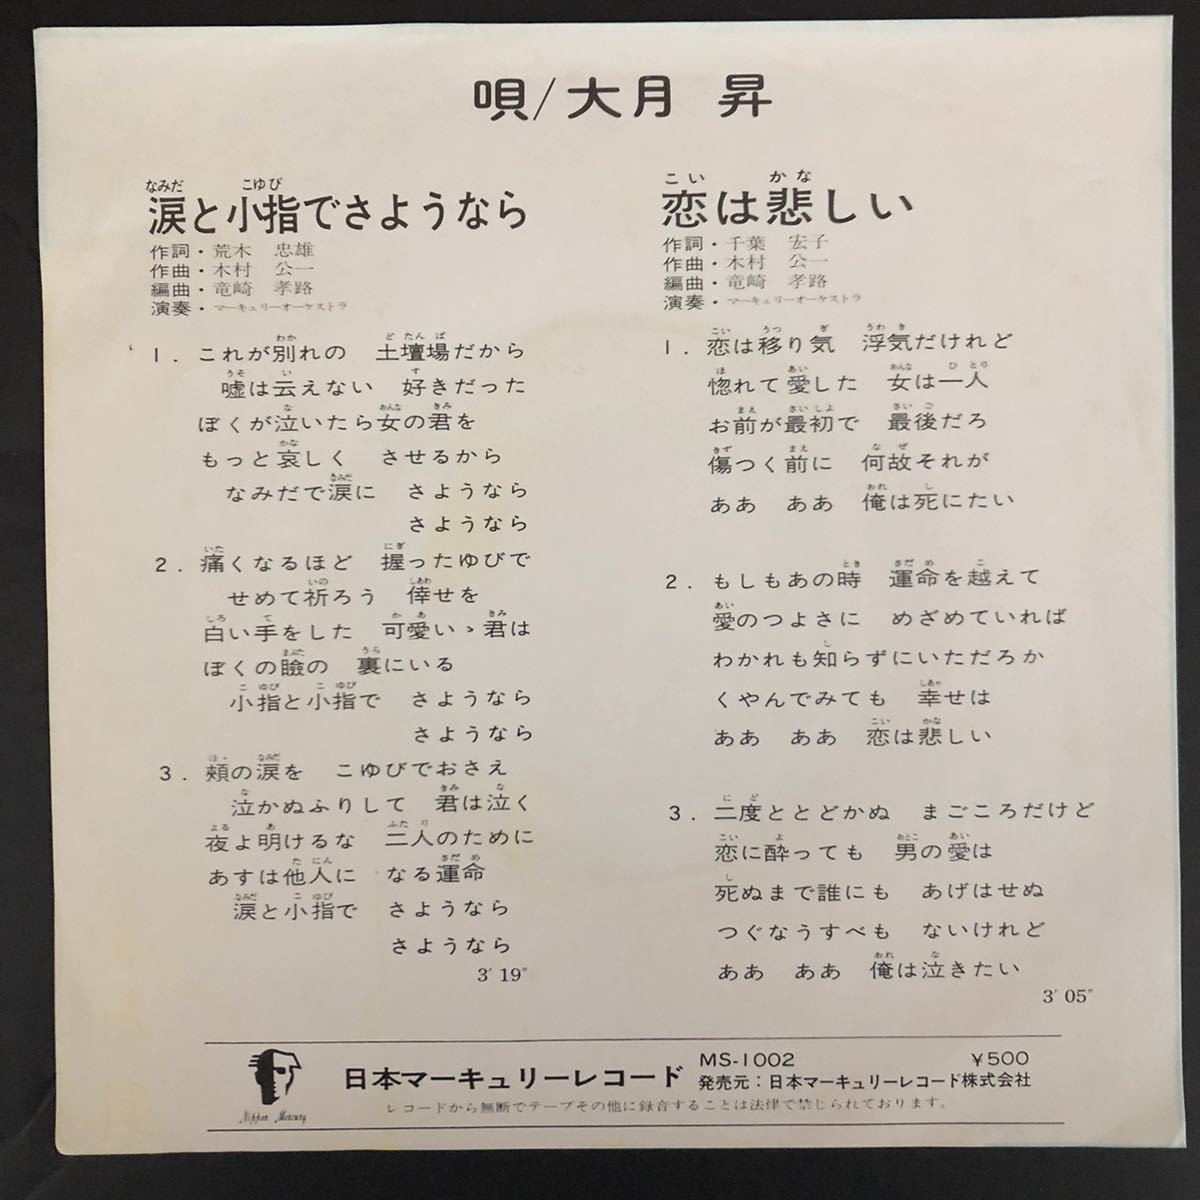 唄/大月 昇
涙と小指でさようなら
作詞・荒木 忠雄
作曲・木村 公一
編曲・竜崎 孝路
演奏・マーキュリーオーケストラ
1. これが別れの 土壇場だから
嘘は云えない 好きだった
ぼくが泣いたら女の君を
もっと哀しく させるから
なみだで涙に さようなら
さようなら
2. 痛くなるほど 握ったゆびで
せめて祈ろう 倖せを
白い手をした 可愛いゝ君は
ぼくの瞼の 裏にいる
小指と小指で さようなら
さようなら
3. 頬の涙を こゆびでおさえ
泣かぬふりして 君は泣く
夜よ明けるな 二人のために
あすは他人に なる運命
涙と小指で さようなら
さようなら
3′19″
恋は悲しい
作詞・千葉 宏子
作曲・木村 公一
編曲・竜崎 孝路
演奏・マーキュリーオーケストラ
1. 恋は移り気 浮気だけれど
惚れて愛した 女は一人
お前が最初で 最後だろ
傷つく前に 何故それが
ああ ああ 俺は死にたい
2. もしもあの時 運命を越えて
愛のつよさに めざめていれば
わかれも知らずにいただろか
くやんでみても 幸せは
ああ ああ 恋は悲しい
3. 二度ととどかぬ まごころだけど
恋に酔っても 男の愛は
死ぬまで誰にも あげはせぬ
つぐなうすべも ないけれど
ああ ああ 俺は泣きたい
3′05″
Nippon Mercury
日本マーキュリーレコード
MS-1002 ¥500
発売元：日本マーキュリーレコード株式会社
レコードから無断でテープその他に録音することは法律で禁じられております。